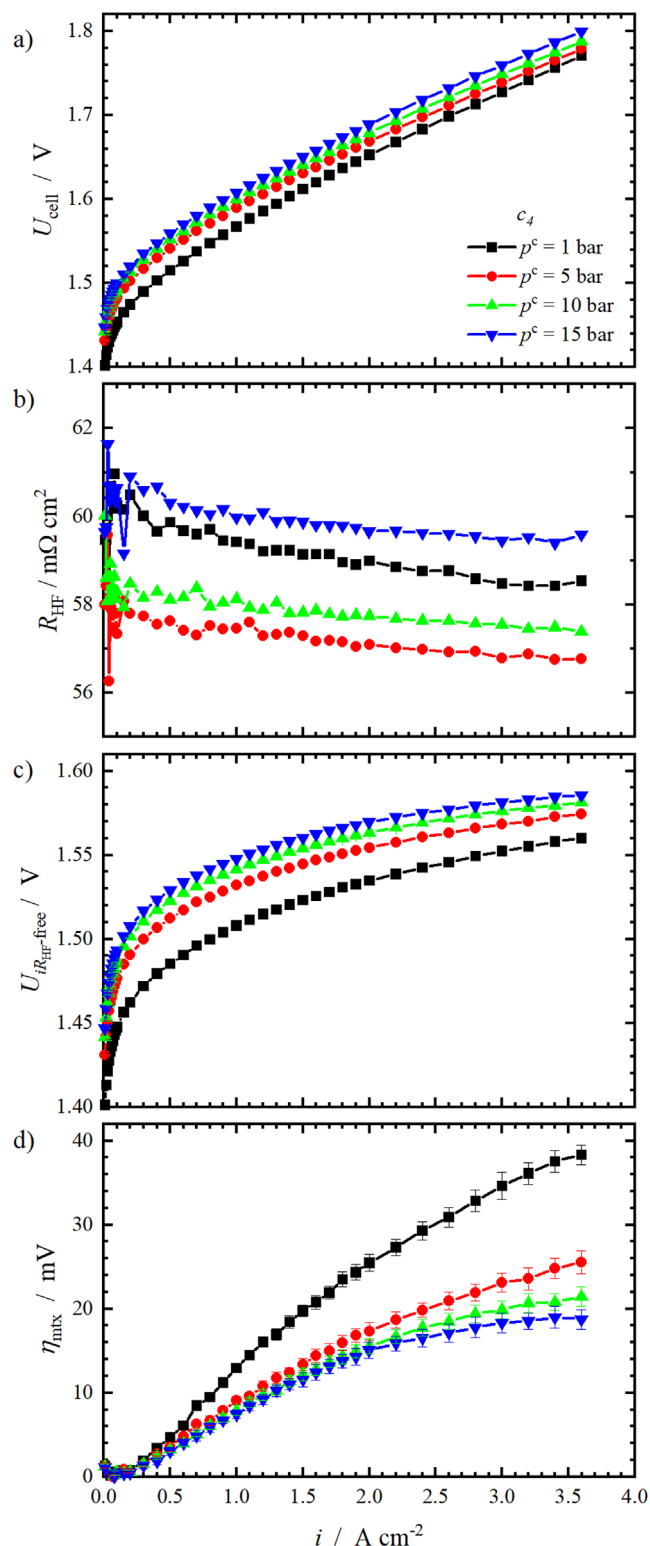 a)
1.8
1.7
1.6
1.5
1.4
U_cell / V
c_4
p^c = 1 bar
p^c = 5 bar
p^c = 10 bar
p^c = 15 bar
b)
62
60
58
56
R_HF / mΩ cm²
c)
1.60
1.55
1.50
1.45
1.40
U_iR_HF-free / V
d)
40
30
20
10
0
η_mtx / mV
0.0 0.5 1.0 1.5 2.0 2.5 3.0 3.5 4.0
i / A cm⁻²